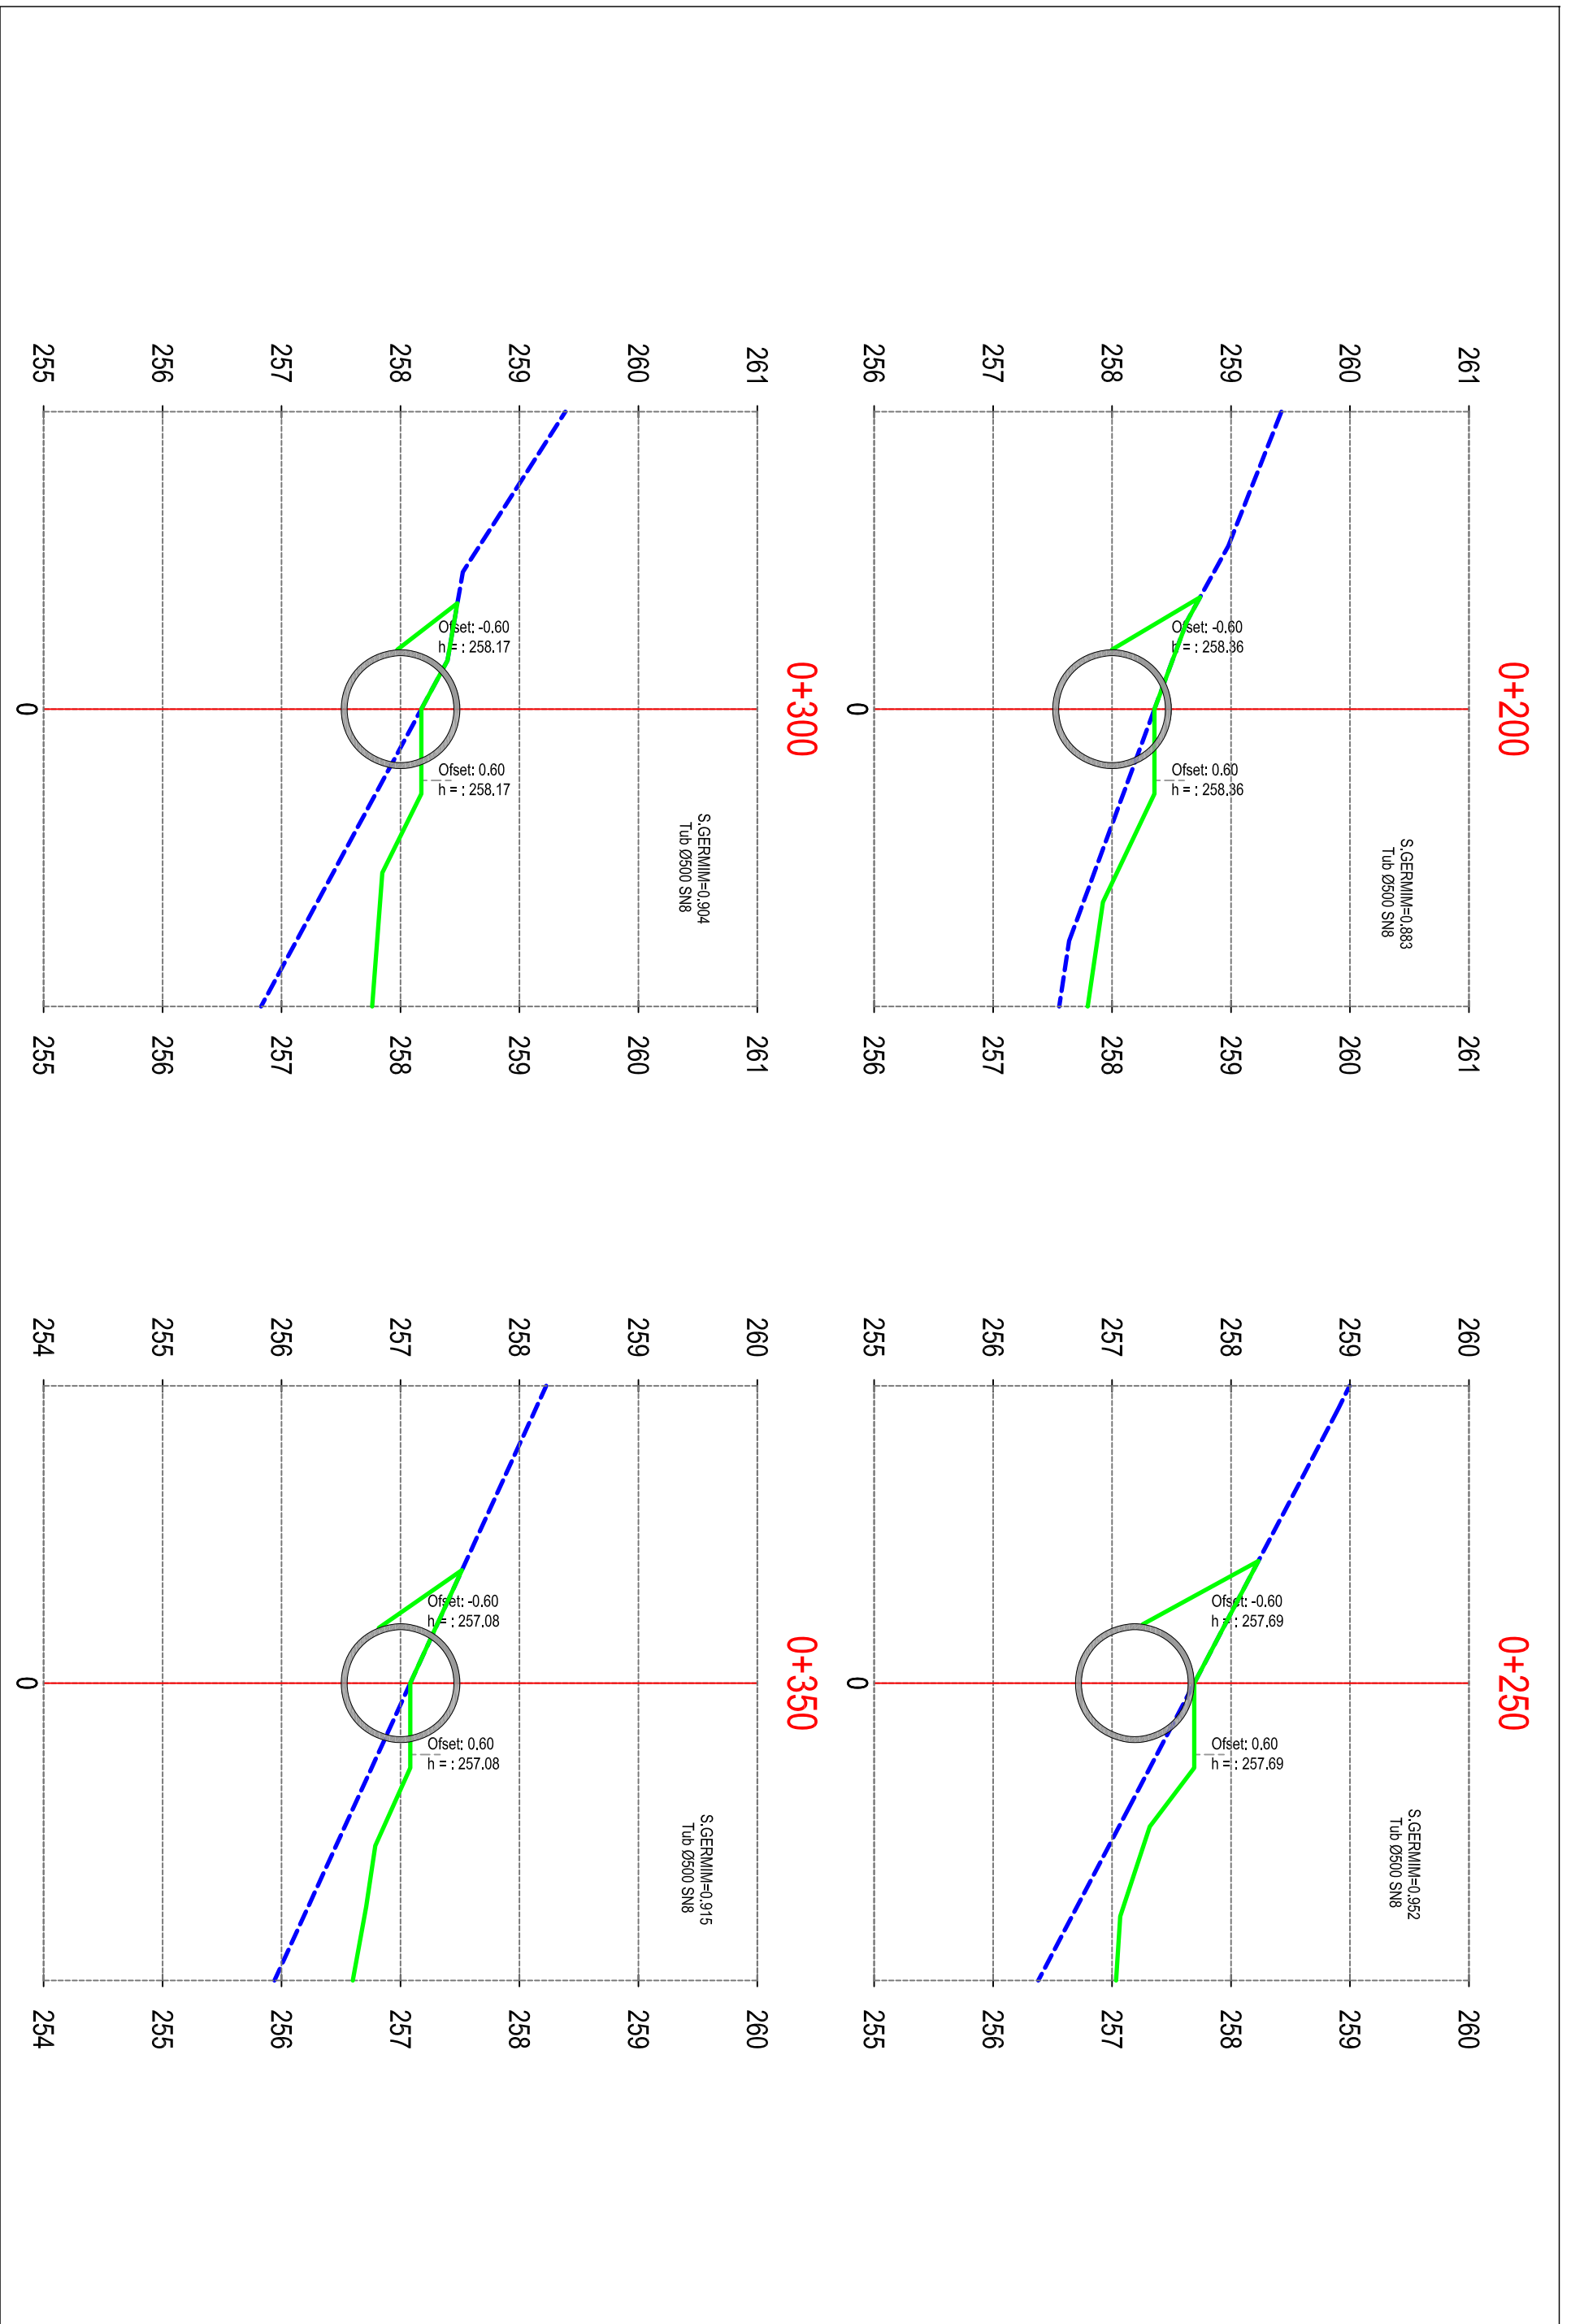 0+200
261
260
259
258
257
256
Ofset: -0.60
h = : 258.36
Ofset: 0.60
h = : 258.36
S.GERMIM=0.883
Tub Ø500 SN8
261
260
259
258
257
256
0
0+250
260
259
258
257
256
255
Ofset: -0.60
h = : 257.69
Ofset: 0.60
h = : 257.69
S.GERMIM=0.952
Tub Ø500 SN8
260
259
258
257
256
255
0
0+300
261
260
259
258
257
256
255
Ofset: -0.60
h = : 258.17
Ofset: 0.60
h = : 258.17
S.GERMIM=0.904
Tub Ø500 SN8
261
260
259
258
257
256
255
0
0+350
260
259
258
257
256
255
254
Ofset: -0.60
h = : 257.08
Ofset: 0.60
h = : 257.08
S.GERMIM=0.915
Tub Ø500 SN8
260
259
258
257
256
255
254
0